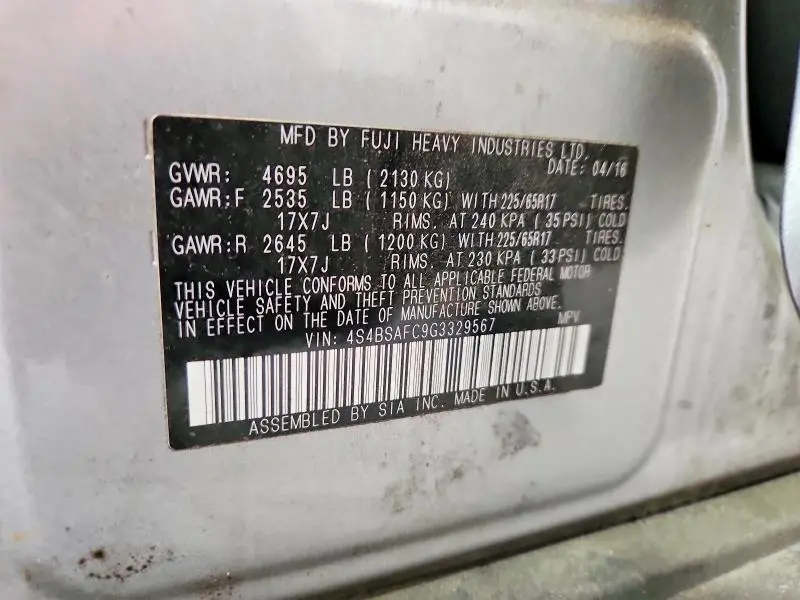 MFD BY FUJI HEAVY INDUSTRIES LTD.
DATE: 04/16
GVWR: 4695 LB ( 2130 KG)
GAWR:F 2535 LB ( 1150 KG) WITH 225/65R17 TIRES.
17X7J RIMS. AT 240 KPA ( 35 PSI) COLD
GAWR:R 2645 LB ( 1200 KG) WITH 225/65R17 TIRES.
17X7J RIMS. AT 230 KPA ( 33 PSI) COLD
THIS VEHICLE CONFORMS TO ALL APPLICABLE FEDERAL MOTOR
VEHICLE SAFETY AND THEFT PREVENTION STANDARDS
IN EFFECT ON THE DATE OF MANUFACTURE SHOWN ABOVE.
VIN: 4S4BSAFC9G3329567 MPV
ASSEMBLED BY SIA INC. MADE IN U.S.A.